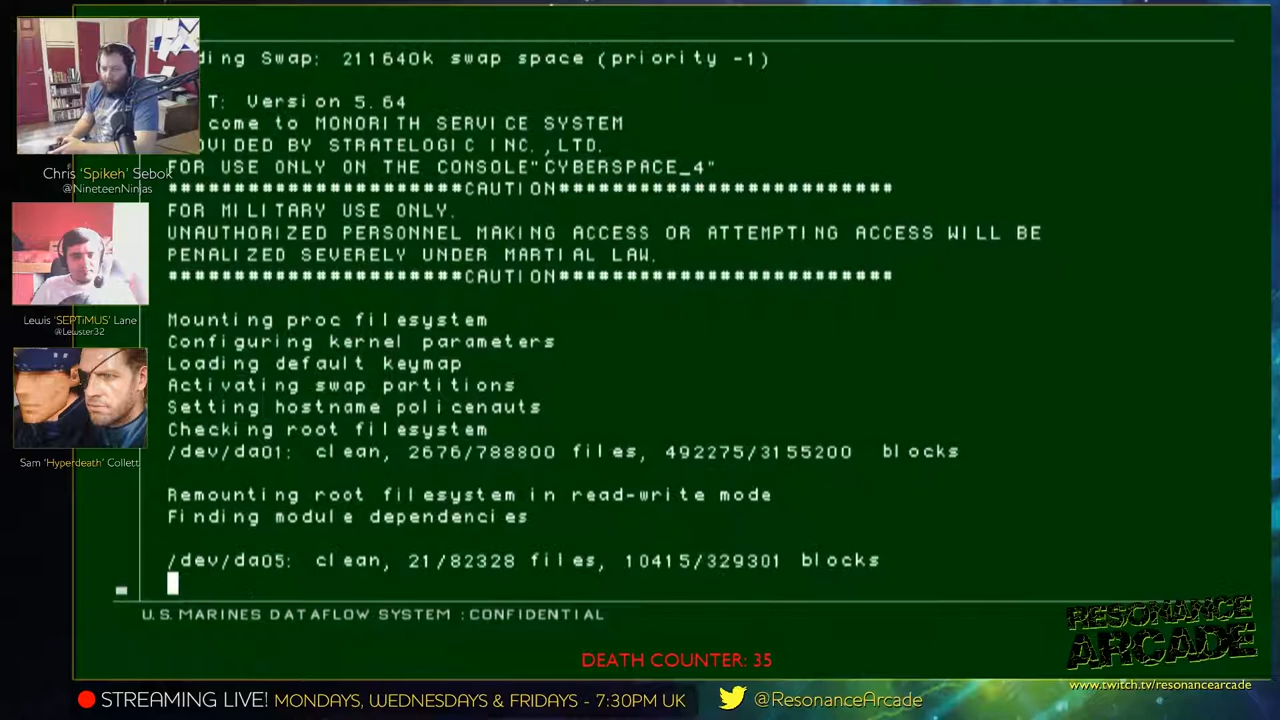 ding Swap: 211640k swap space (priority -1)
T: Version 5.64
come to MONORITH SERVICE SYSTEM
OVIDED BY STRATELOGIC INC.,LTD.
FOR USE ONLY ON THE CONSOLE"CYBERSPACE_4"
######################CAUTION#########################
FOR MILITARY USE ONLY.
UNAUTHORIZED PERSONNEL MAKING ACCESS OR ATTEMPTING ACCESS WILL BE
PENALIZED SEVERELY UNDER MARTIAL LAW.
######################CAUTION#########################
Mounting proc filesystem
Configuring kernel parameters
Loading default keymap
Activating swap partitions
Setting hostname policenauts
Checking root filesystem
/dev/da01: clean, 2676/788800 files, 492275/3155200 blocks
Remounting root filesystem in read-write mode
Finding module dependencies
/dev/da05: clean, 21/82328 files, 10415/329301 blocks
U.S. MARINES DATAFLOW SYSTEM :CONFIDENTIAL
Chris 'Spikeh' Sebok
@NineteenNinjas
Lewis 'SEPTiMUS' Lane
@Lewster32
Sam 'Hyperdeath' Collett
DEATH COUNTER: 35
RESONANCE
ARCADE
www.twitch.tv/resonancearcade
STREAMING LIVE! MONDAYS, WEDNESDAYS & FRIDAYS - 7:30PM UK
@ResonanceArcade